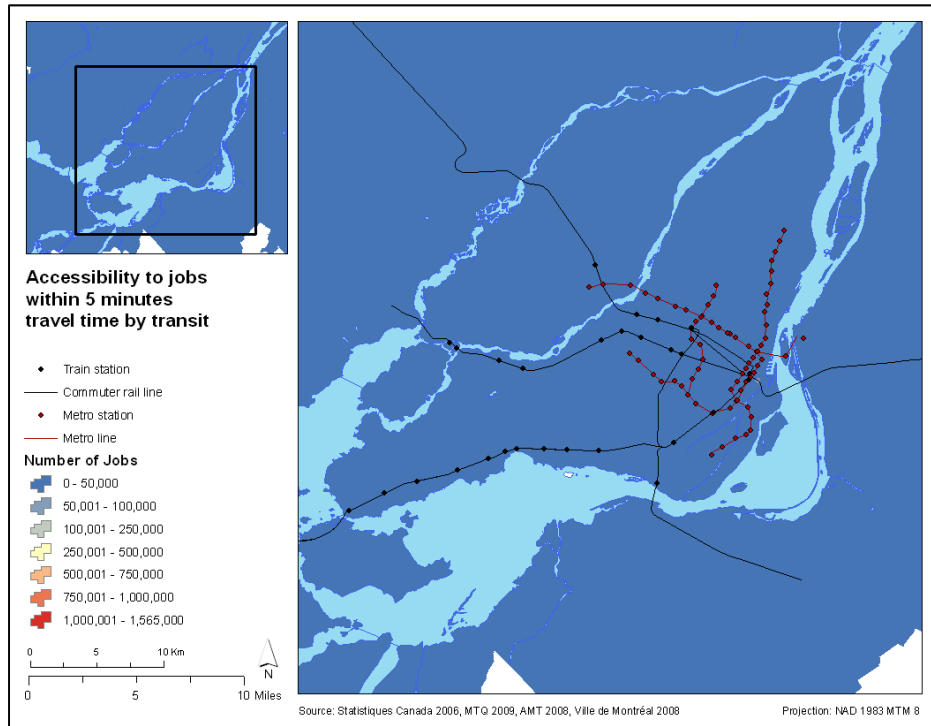 Accessibility to jobs
within 5 minutes
travel time by transit
Train station
Commuter rail line
Metro station
Metro line
Number of Jobs
0 - 50,000
50,001 - 100,000
100,001 - 250,000
250,001 - 500,000
500,001 - 750,000
750,001 - 1,000,000
1,000,001 - 1,565,000
0 5 10 Km
N
0 5 10 Miles
Source: Statistiques Canada 2006, MTQ 2009, AMT 2008, Ville de Montréal 2008
Projection: NAD 1983 MTM 8